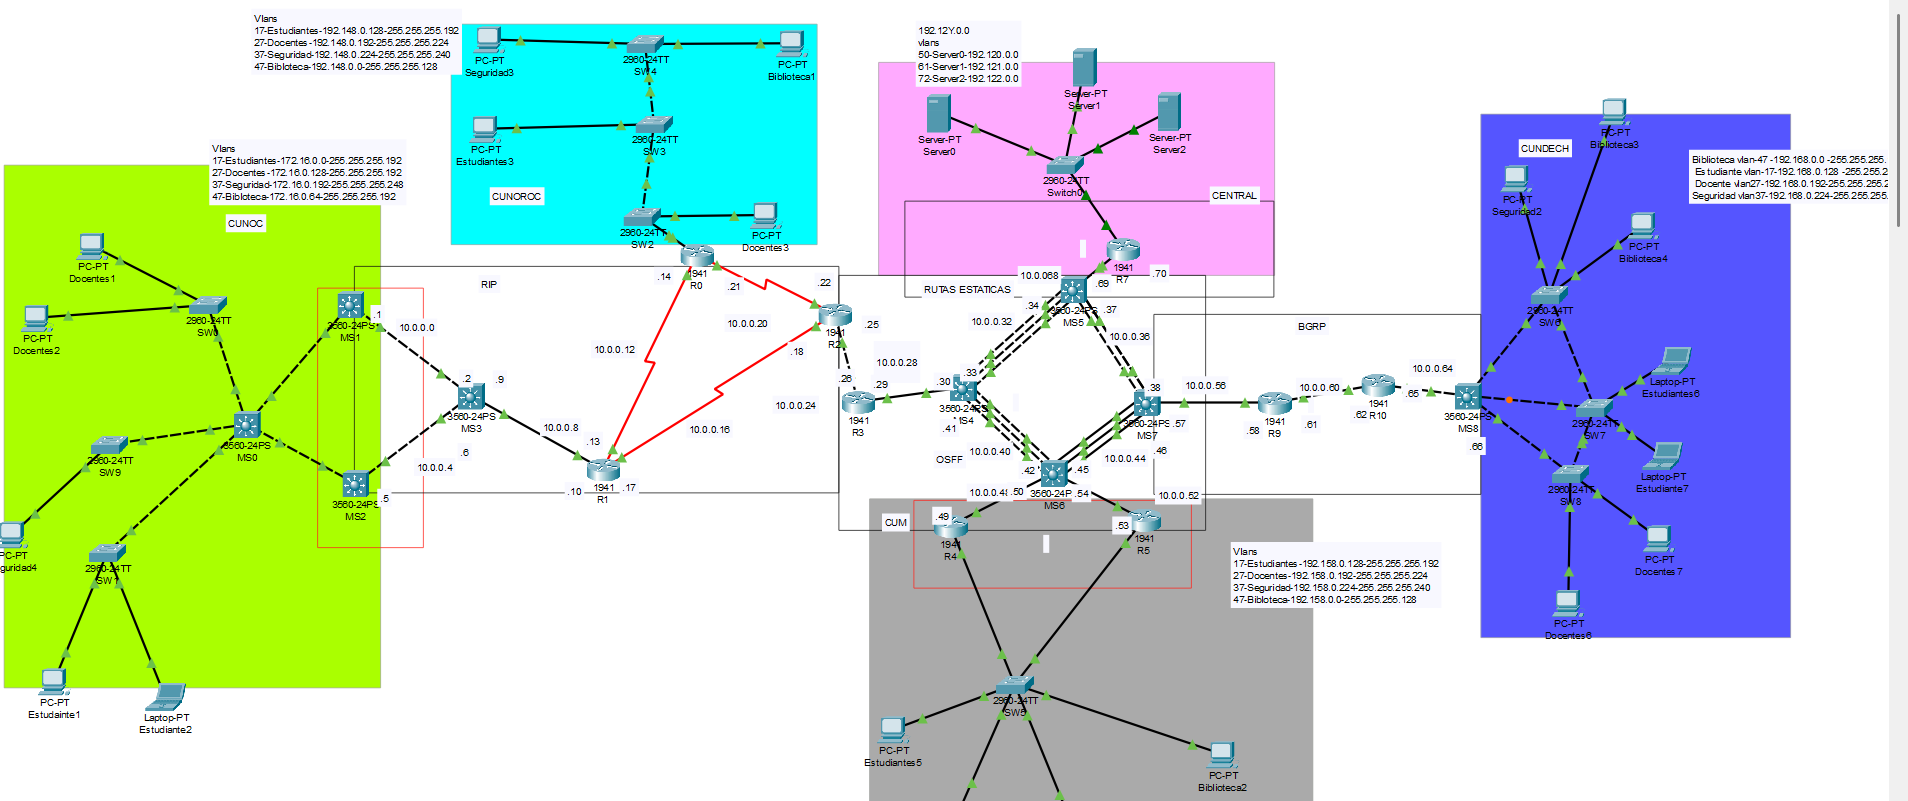 Vlans
17-Estudiantes-192.148.0.128-255.255.255.192
27-Docentes-192.148.0.192-255.255.255.224
37-Seguridad-192.148.0.224-255.255.255.240
47-Bibloteca-192.148.0.0-255.255.255.128
PC-PT
Seguridad3
2960-24TT
SW4
PC-PT
Biblioteca1
PC-PT
Estudiantes3
2960-24TT
SW3
CUNOROC
2960-24TT
SW2
PC-PT
Docentes3
192.12Y.0.0
vlans
50-Server0-192.120.0.0
61-Server1-192.121.0.0
72-Server2-192.122.0.0
Server-PT
Server1
Server-PT
Server0
Server-PT
Server2
2960-24TT
Switch0
CENTRAL
1941
R7
.70
Vlans
17-Estudiantes-172.16.0.0-255.255.255.192
27-Docentes-172.16.0.128-255.255.255.192
37-Seguridad-172.16.0.192-255.255.255.248
47-Bibloteca-172.16.0.64-255.255.255.192
CUNOC
PC-PT
Docentes1
PC-PT
Docentes2
2960-24TT
SW0
2960-24TT
SW9
3560-24PS
MS0
PC-PT
guridad4
2960-24TT
SW1
PC-PT
Estudainte1
Laptop-PT
Estudiante2
RIP
3560-24PS
MS1
.1
10.0.0.0
.2
.9
3560-24PS
MS3
.6
10.0.0.4
.5
3560-24PS
MS2
10.0.0.8
.10
.13
1941
R1
.17
10.0.0.12
.14
1941
R0
.21
10.0.0.20
.22
1941
R2
.25
.18
10.0.0.16
10.0.0.24
.26
1941
R3
.29
10.0.0.28
.30
RUTAS ESTATICAS
10.0.068
.69
3560-24PS
MS5
.34
.37
10.0.0.32
10.0.0.36
.33
3560-24PS
MS4
.41
10.0.0.40
OSFF
.42
.45
10.0.0.44
.46
.38
3560-24PS
MS7
.57
10.0.0.48
.50
3560-24P
MS6
.54
10.0.0.52
CUM
.49
1941
R4
.53
1941
R5
BGRP
10.0.0.56
.58
1941
R9
.61
10.0.0.60
.62
1941
R10
.65
10.0.0.64
3560-24PS
MS8
.66
Vlans
17-Estudiantes-192.158.0.128-255.255.255.192
27-Docentes-192.158.0.192-255.255.255.224
37-Seguridad-192.158.0.224-255.255.255.240
47-Bibloteca-192.158.0.0-255.255.255.128
2960-24TT
SW5
PC-PT
Estudiantes5
PC-PT
Biblioteca2
CUNDECH
PC-PT
Biblioteca3
PC-PT
Seguridad2
PC-PT
Biblioteca4
2960-24TT
SW6
Laptop-PT
Estudiantes6
2960-24TT
SW7
Laptop-PT
Estudiante7
2960-24TT
SW8
PC-PT
Docentes7
PC-PT
Docentes6
Biblioteca vlan-47 -192.168.0.0 -255.255.255.
Estudiante vlan-17-192.168.0.128 -255.255.2
Docente vlan27-192.168.0.192-255.255.2
Seguridad vlan37-192.168.0.224-255.255.